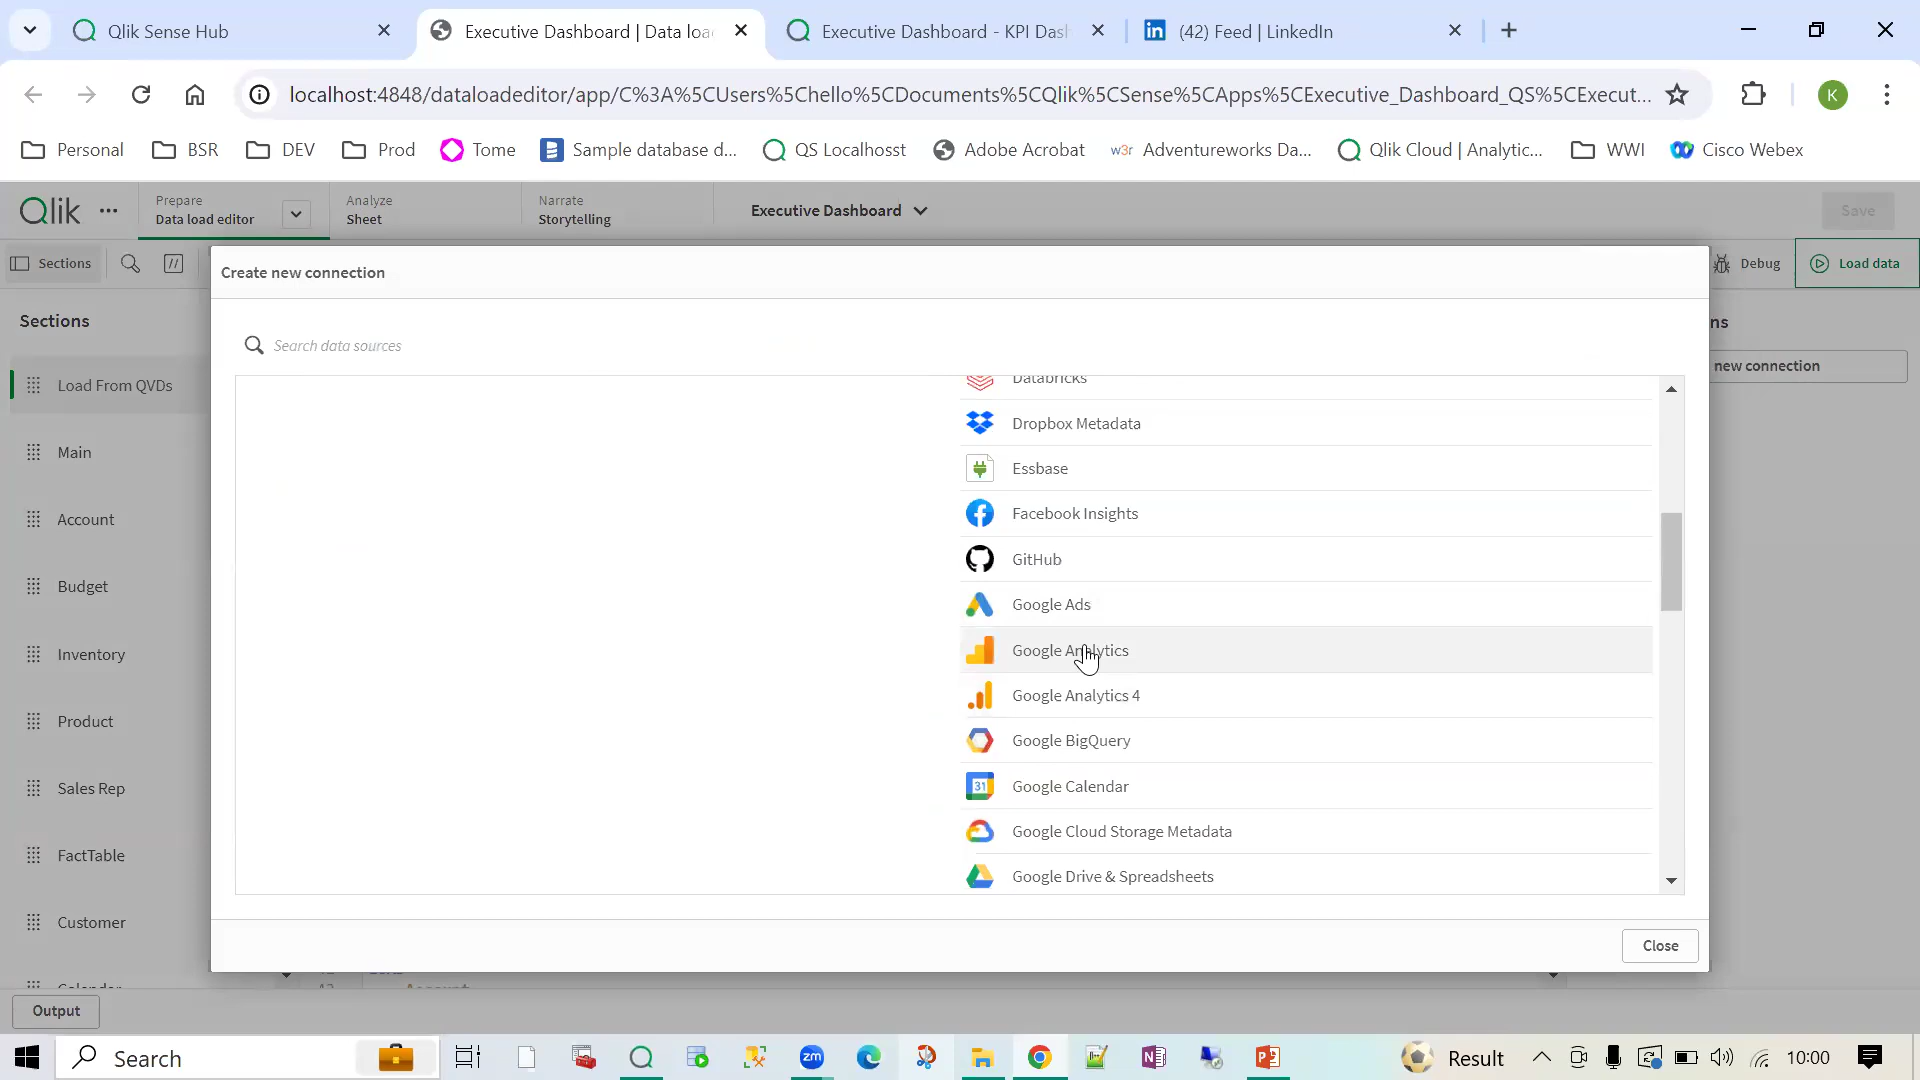 Qlik Sense Hub
Executive Dashboard | Data loa
Executive Dashboard - KPI Dash
(42) Feed | LinkedIn
localhost:4848/dataloadeditor/app/C%3A%5CUsers%5Chello%5CDocuments%5CQlik%5CSense%5CApps%5CExecutive_Dashboard_QS%5CExecut...
K
Personal
BSR
DEV
Prod
Tome
Sample database d...
QS Localhosst
Adobe Acrobat
w3r Adventureworks Da...
Qlik Cloud | Analytic...
WWI
Cisco Webex
Qlik
Prepare
Data load editor
Analyze
Sheet
Narrate
Storytelling
Executive Dashboard
Save
Sections
Debug
Load data
Create new connection
Search data sources
Sections
Load From QVDs
Main
Account
Budget
Inventory
Product
Sales Rep
FactTable
Customer
Calendar
ns
new connection
Databricks
Dropbox Metadata
Essbase
Facebook Insights
GitHub
Google Ads
Google Analytics
Google Analytics 4
Google BigQuery
31 Google Calendar
Google Cloud Storage Metadata
Google Drive & Spreadsheets
Close
Account
Output
Search
zm
Result
10:00